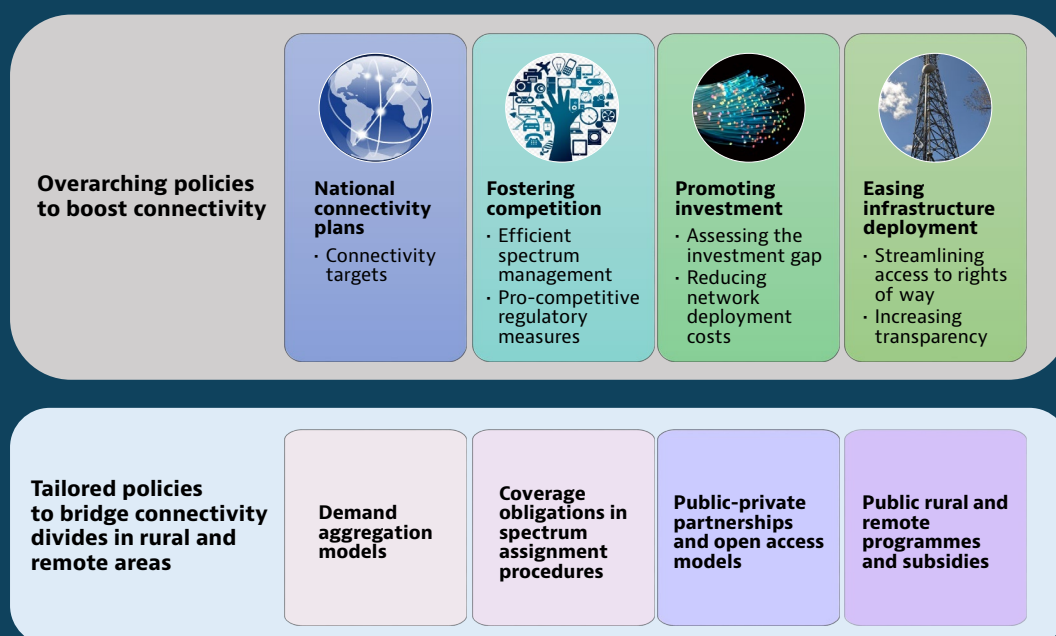 Overarching policies
to boost connectivity
National
connectivity
plans
· Connectivity
targets
Fostering
competition
· Efficient
spectrum
management
· Pro-competitive
regulatory
measures
Promoting
investment
· Assessing the
investment gap
· Reducing
network
deployment
costs
Easing
infrastructure
deployment
· Streamlining
access to rights
of way
· Increasing
transparency
Tailored policies
to bridge connectivity
divides in rural and
remote areas
Demand
aggregation
models
Coverage
obligations in
spectrum
assignment
procedures
Public-private
partnerships
and open access
models
Public rural and
remote
programmes
and subsidies